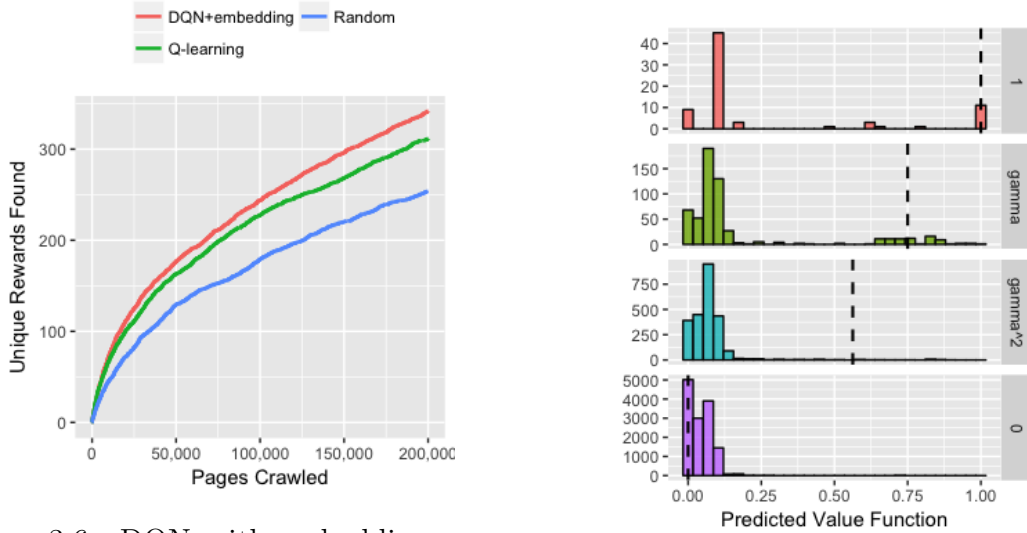 DQN+embedding
Random
Q-learning
300
200
100
0
Unique Rewards Found
0 50,000 100,000 150,000 200,000
Pages Crawled
40
30
20
10
0
1
150
100
50
0
gamma
750
500
250
0
gamma^2
5000
4000
3000
2000
1000
0
0
0.00 0.25 0.50 0.75 1.00
Predicted Value Function